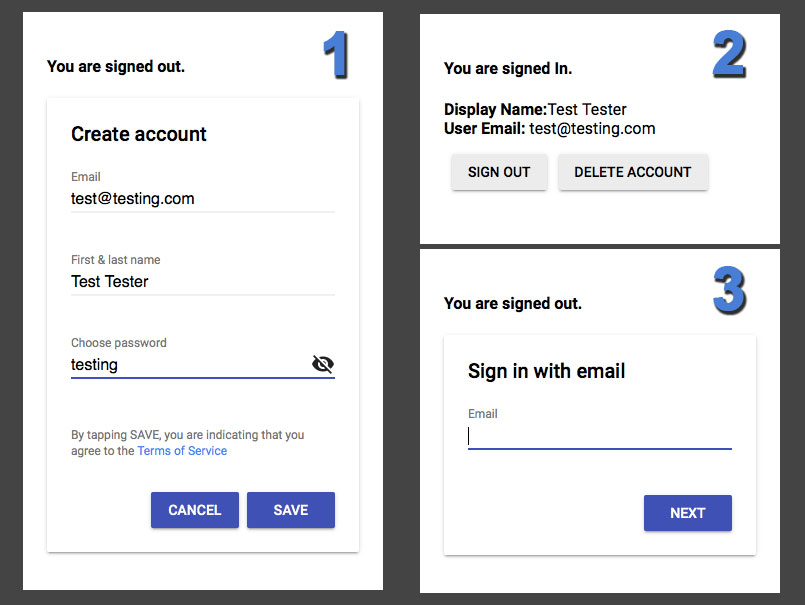 1
You are signed out.
Create account
Email
test@testing.com
First & last name
Test Tester
Choose password
testing
By tapping SAVE, you are indicating that you
agree to the Terms of Service
CANCEL SAVE
2
You are signed In.
Display Name:Test Tester
User Email: test@testing.com
SIGN OUT DELETE ACCOUNT
3
You are signed out.
Sign in with email
Email
NEXT